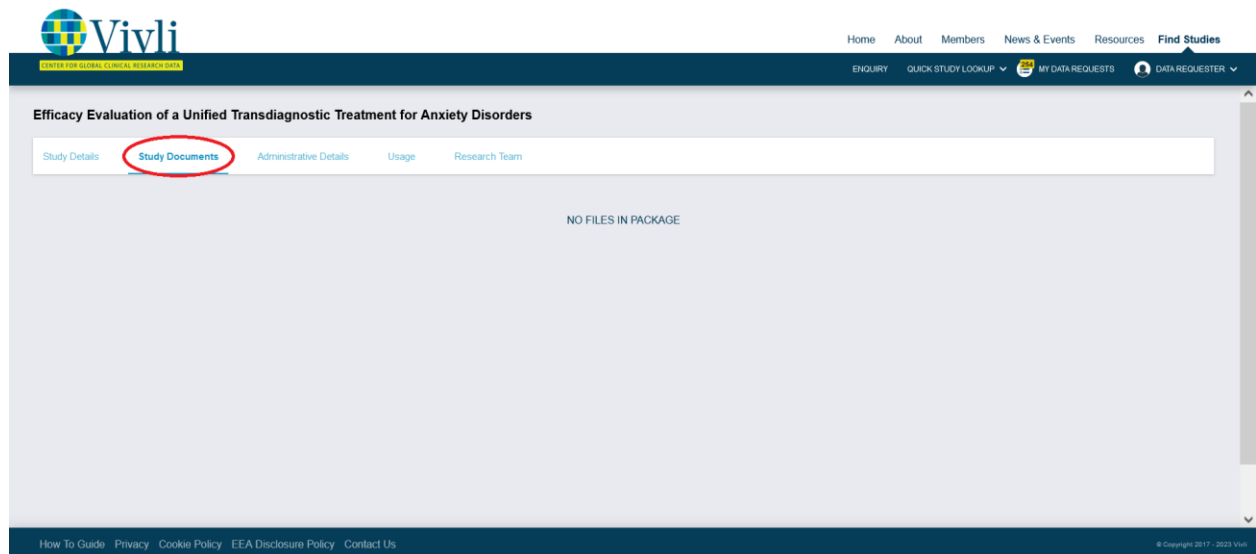 Vivli
CENTER FOR GLOBAL CLINICAL RESEARCH DATA
Home About Members News & Events Resources Find Studies
ENQUIRY QUICK STUDY LOOKUP 254 MY DATA REQUESTS DATA REQUESTER
Efficacy Evaluation of a Unified Transdiagnostic Treatment for Anxiety Disorders
Study Details Study Documents Administrative Details Usage Research Team
NO FILES IN PACKAGE
How To Guide Privacy Cookie Policy EEA Disclosure Policy Contact Us © Copyright 2017 - 2023 Vivli